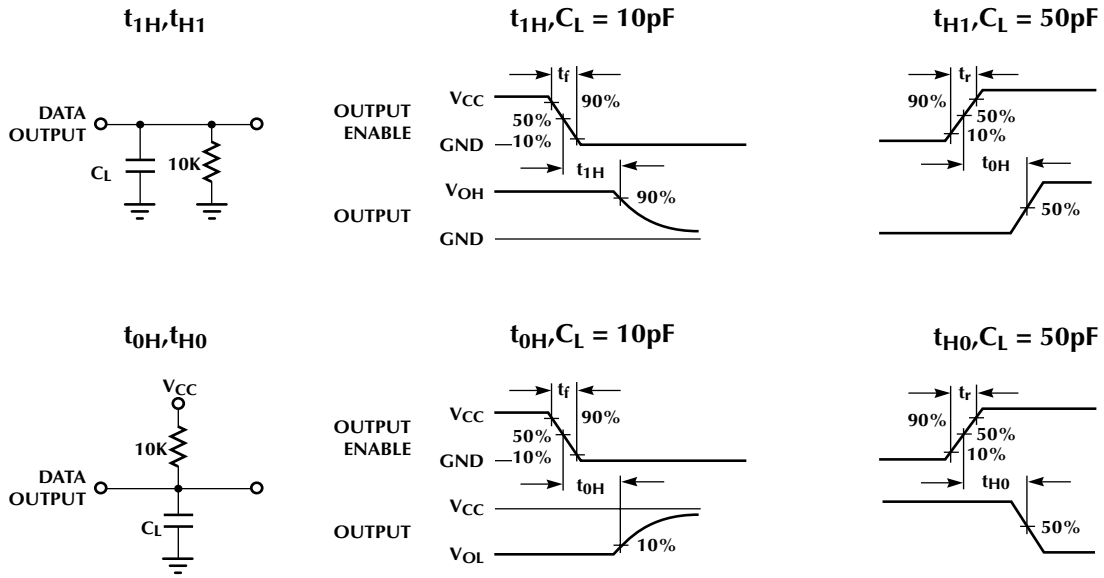 t1H,tH1
t1H,CL = 10pF
tH1,CL = 50pF
DATA
OUTPUT
CL
10K
OUTPUT
ENABLE
VCC
GND
tf
90%
50%
10%
t1H
OUTPUT
VOH
GND
90%
tr
90%
50%
10%
t0H
50%
t0H,tH0
t0H,CL = 10pF
tH0,CL = 50pF
VCC
10K
DATA
OUTPUT
CL
OUTPUT
ENABLE
VCC
GND
tf
90%
50%
10%
t0H
OUTPUT
VCC
VOL
10%
tr
90%
50%
10%
tH0
50%